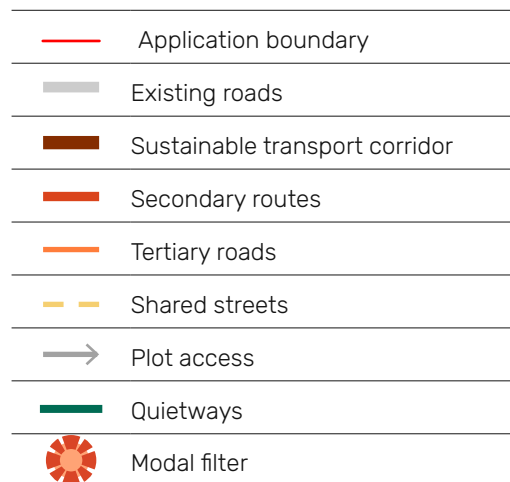 Application boundary
Existing roads
Sustainable transport corridor
Secondary routes
Tertiary roads
Shared streets
Plot access
Quietways
Modal filter